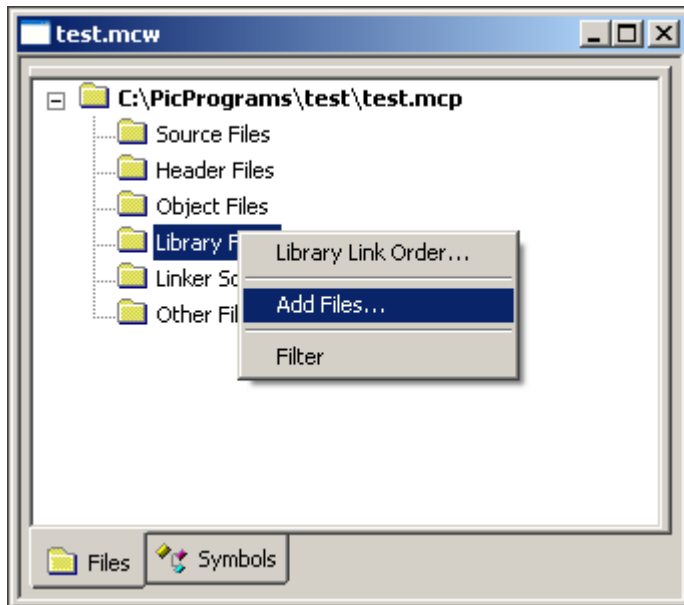 test.mcw
C:\PicPrograms\test\test.mcp
Source Files
Header Files
Object Files
Library F
Library Link Order...
Linker Sc
Add Files...
Other Fil
Filter
Files
Symbols